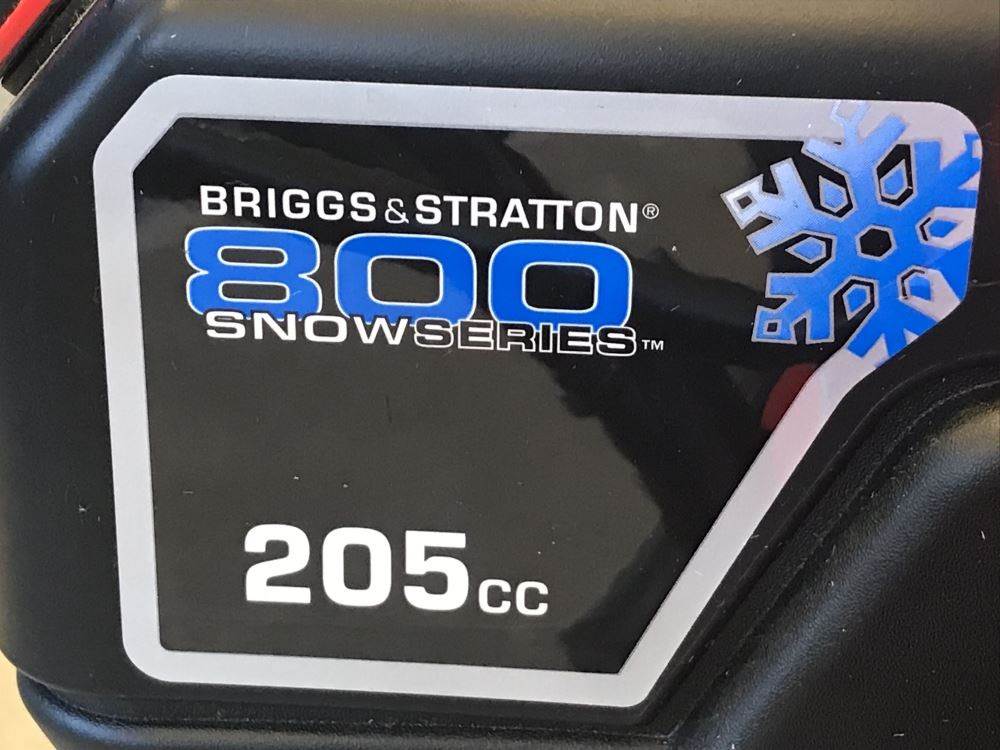 BRIGGS & STRATTON®
800
SNOWSERIES™
205cc